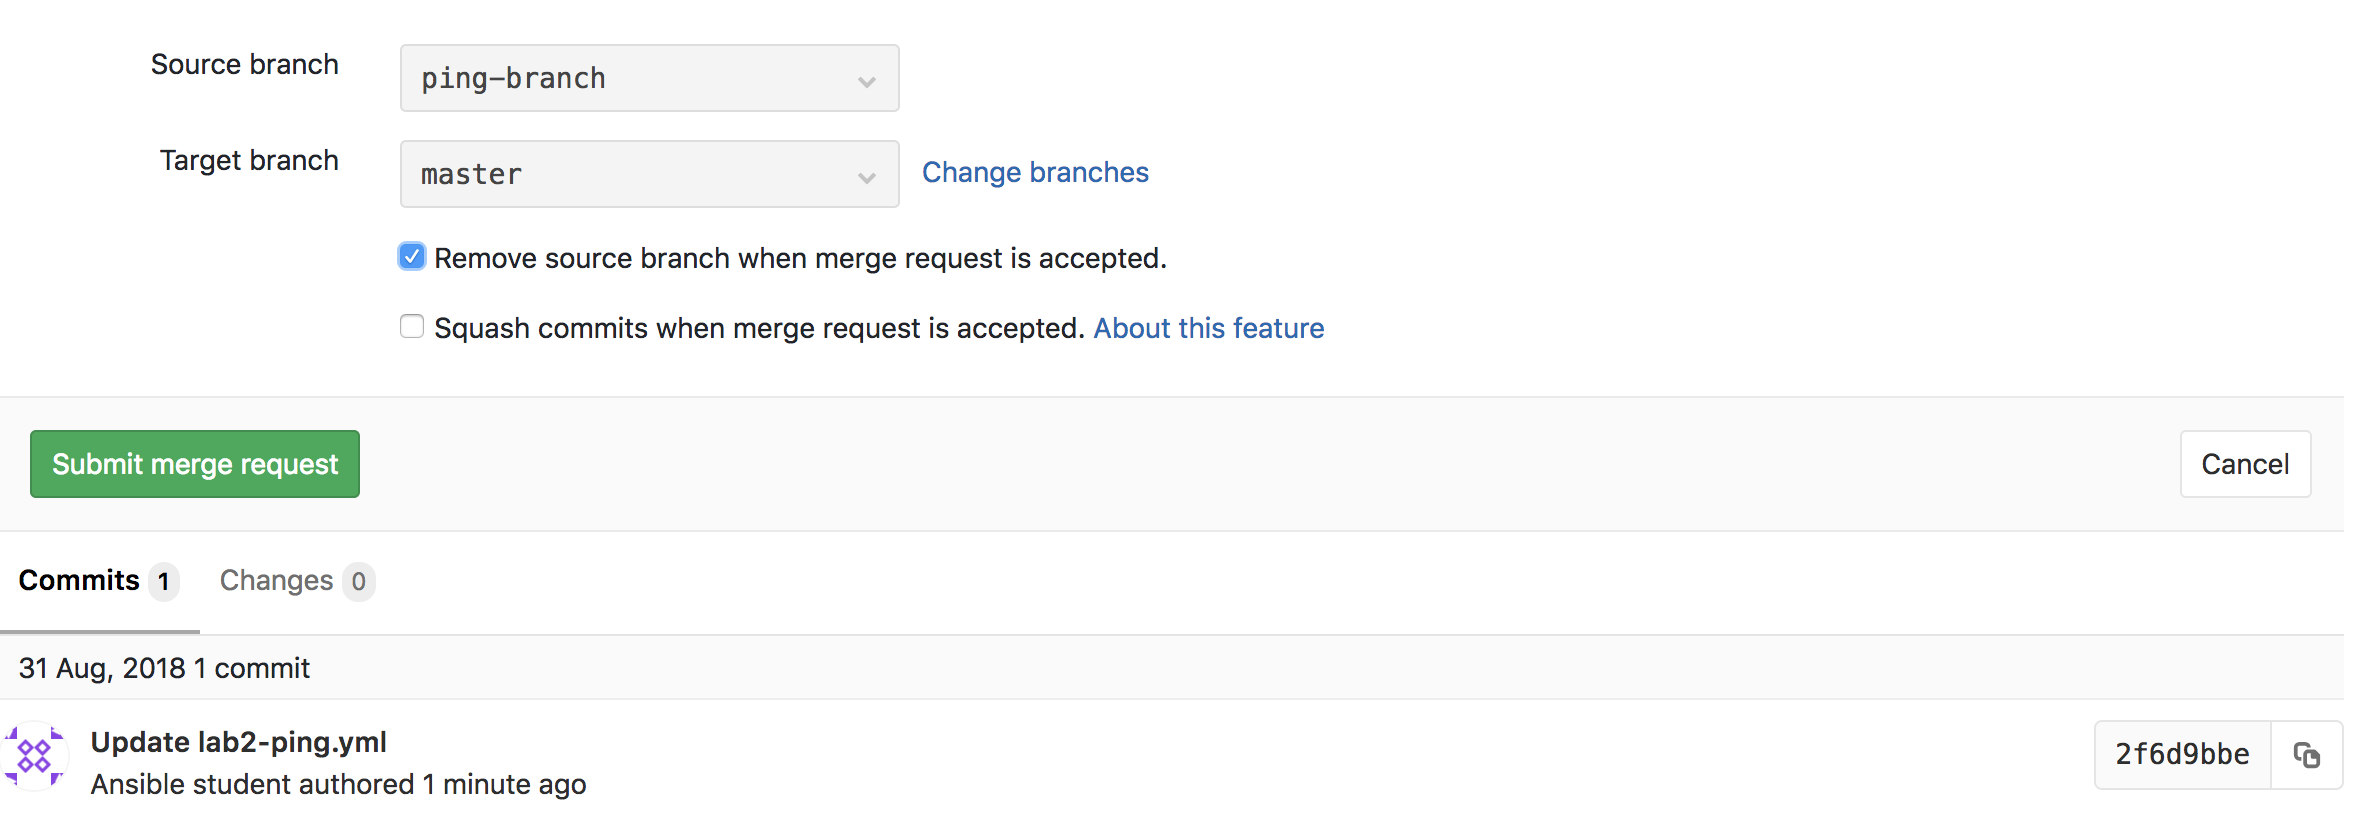 Source branch
ping-branch
Target branch
master
Change branches
Remove source branch when merge request is accepted.
Squash commits when merge request is accepted. About this feature
Submit merge request
Cancel
Commits 1
Changes 0
31 Aug, 2018 1 commit
Update lab2-ping.yml
Ansible student authored 1 minute ago
2f6d9bbe